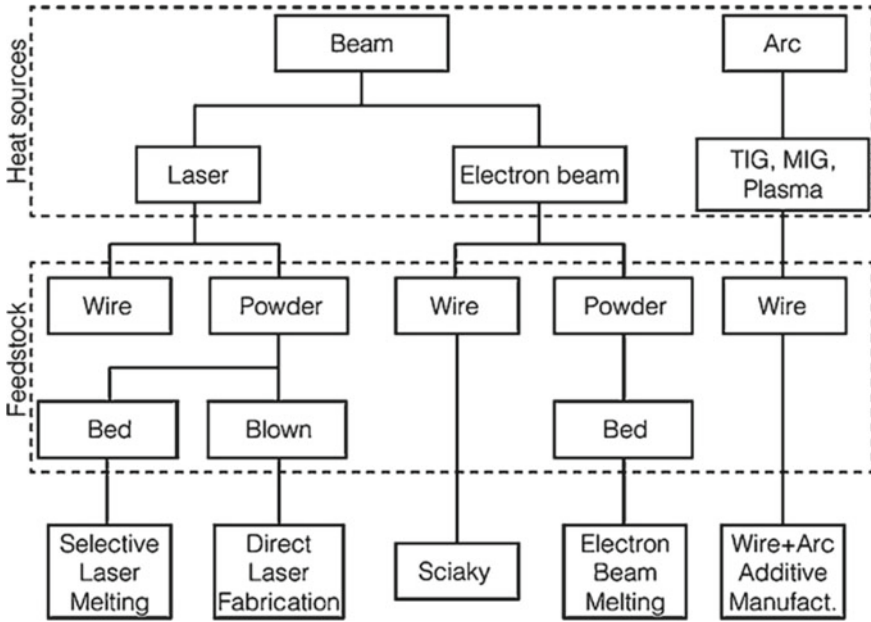 Heat sources
Beam
Arc
Laser
Electron beam
TIG, MIG,
Plasma
Feedstock
Wire
Powder
Wire
Powder
Wire
Bed
Blown
Bed
Selective
Laser
Melting
Direct
Laser
Fabrication
Sciaky
Electron
Beam
Melting
Wire+Arc
Additive
Manufact.